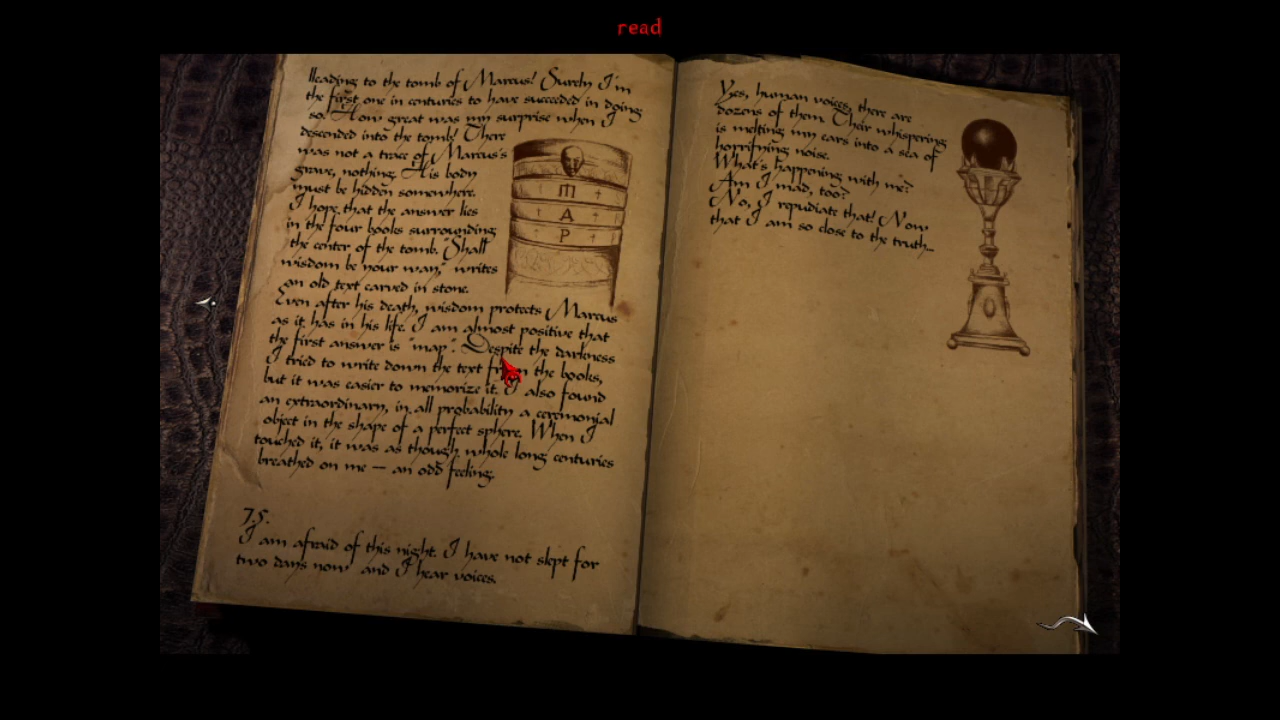 read
leading to the tomb of Marcus! Surely I'm
the first one in centuries to have succeeded in doing
so. How great was my surprise when I
descended into the tomb! There
was not a trace of Marcus's
grave, nothing. His body
must be hidden somewhere.
I hope that the answer lies
in the four books surrounding
the center of the tomb. "Shall
wisdom be your way," writes
an old text carved in stone.
Even after his death, wisdom protects Marcus
as it has in his life. I am almost positive that
the first answer is "map". Despite the darkness
I tried to write down the text from the books,
but it was easier to memorize it. I also found
an extraordinary, in all probability a ceremonial
object in the shape of a perfect sphere. When I
touched it, it was as though whole long centuries
breathed on me – an odd feeling.
M
A
P
7.5.
I am afraid of this night. I have not slept for
two days now and I hear voices.
Yes, human voices, there are
dozens of them. Their whispering
is melting my ears into a sea of
horrifying noise.
What's happening with me?
Am I mad, too?
No, I repudiate that! Now
that I am so close to the truth...